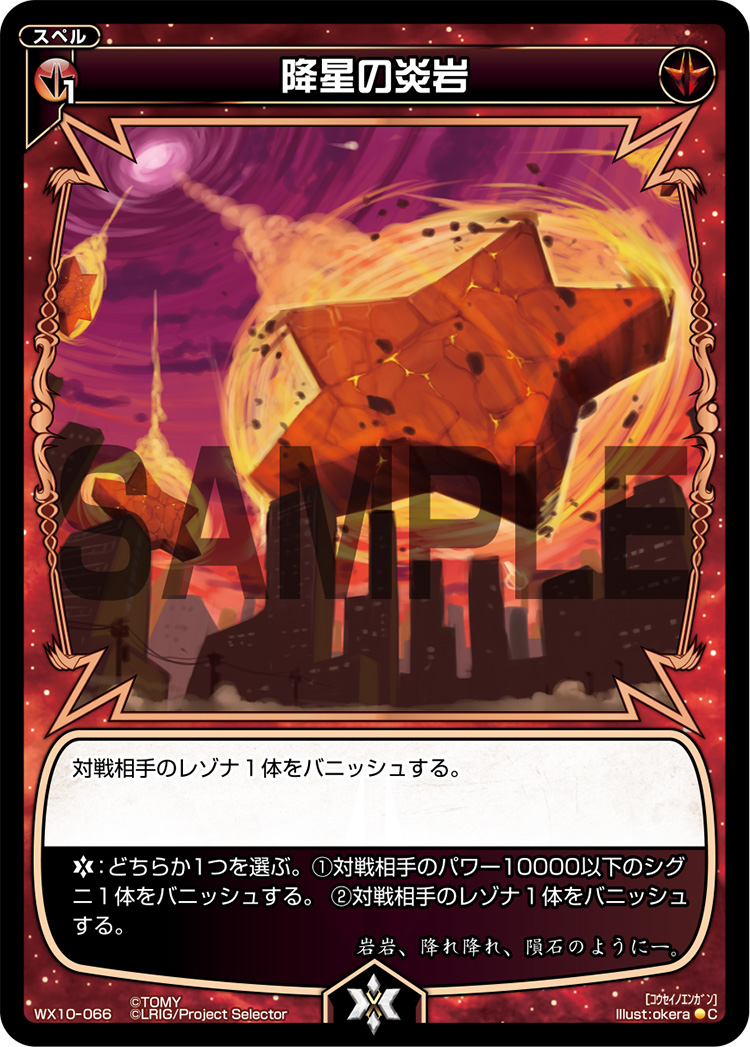 スペル
1
降星の炎岩
SAMPLE
対戦相手のレゾナ1体をバニッシュする。
:どちらか1つを選ぶ。①対戦相手のパワー10000以下のシグ
ニ1体をバニッシュする。 ②対戦相手のレゾナ1体をバニッシュ
する。
岩岩、降れ降れ、隕石のようにー。
WX10-066 ©TOMY
©LRIG/Project Selector
[コウセイノエンガン]
Illust:okera C